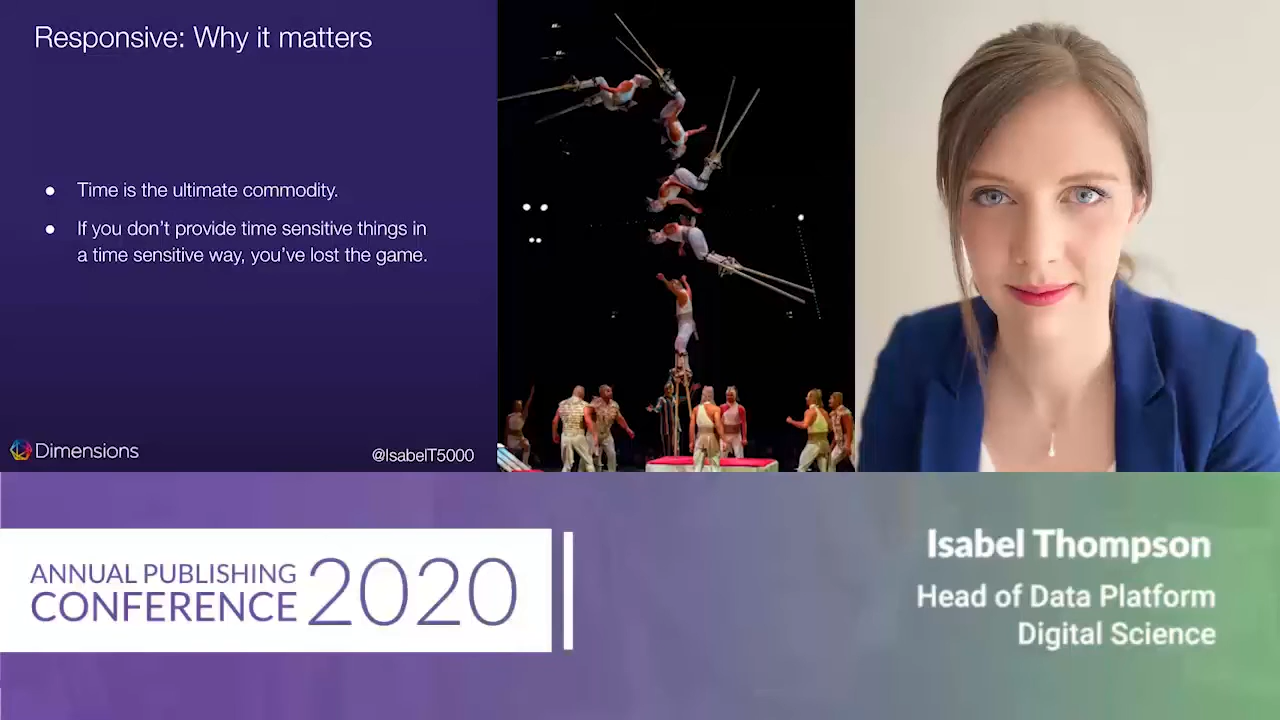 Responsive: Why it matters
● Time is the ultimate commodity.
● If you don’t provide time sensitive things in
a time sensitive way, you’ve lost the game.
Dimensions
@IsabelT5000
ANNUAL PUBLISHING
CONFERENCE 2020
Isabel Thompson
Head of Data Platform
Digital Science